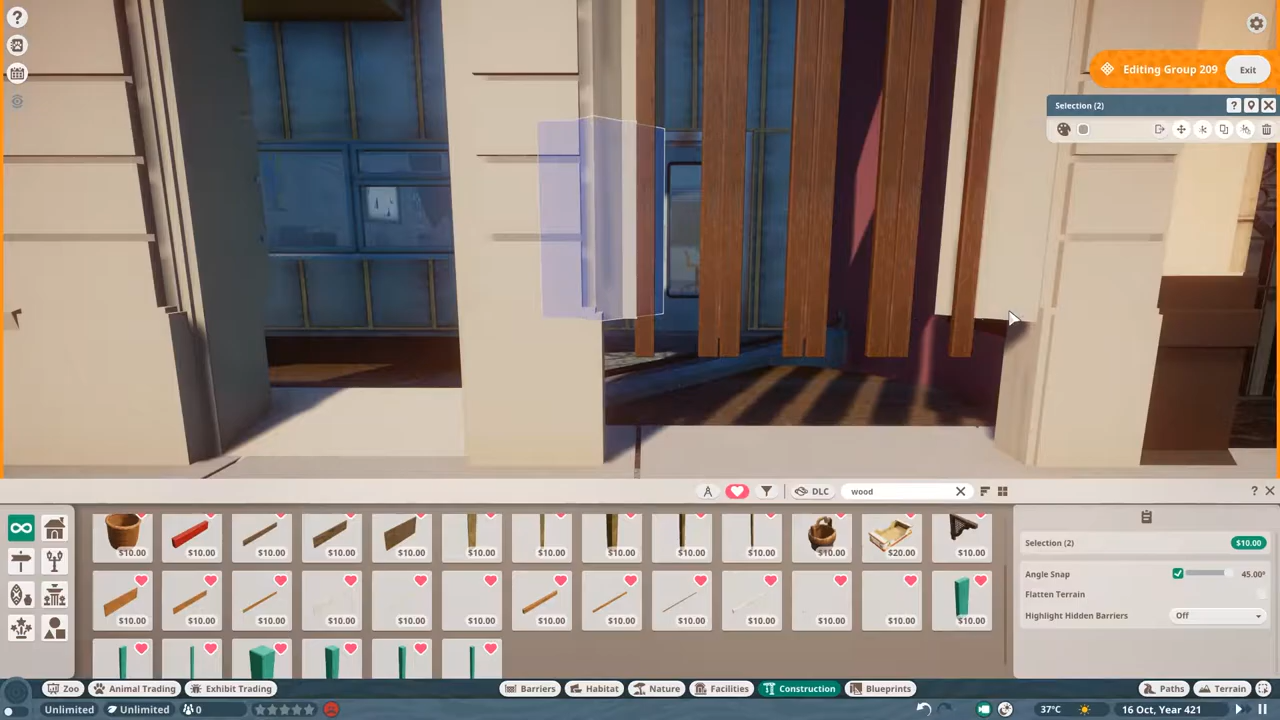 Editing Group 209 Exit
Selection (2)
DLC wood
$10.00 $10.00 $10.00 $10.00 $10.00 $10.00 $10.00 $10.00 $10.00 $10.00 $10.00 $20.00 $10.00
$10.00 $10.00 $10.00 $10.00 $10.00 $10.00 $10.00 $10.00 $10.00 $10.00 $10.00 $10.00 $10.00
Selection (2) $10.00
Angle Snap 45.00°
Flatten Terrain
Highlight Hidden Barriers Off
Zoo Animal Trading Exhibit Trading Barriers Habitat Nature Facilities Construction Blueprints Paths Terrain
Unlimited Unlimited 0 37°C 16 Oct, Year 421